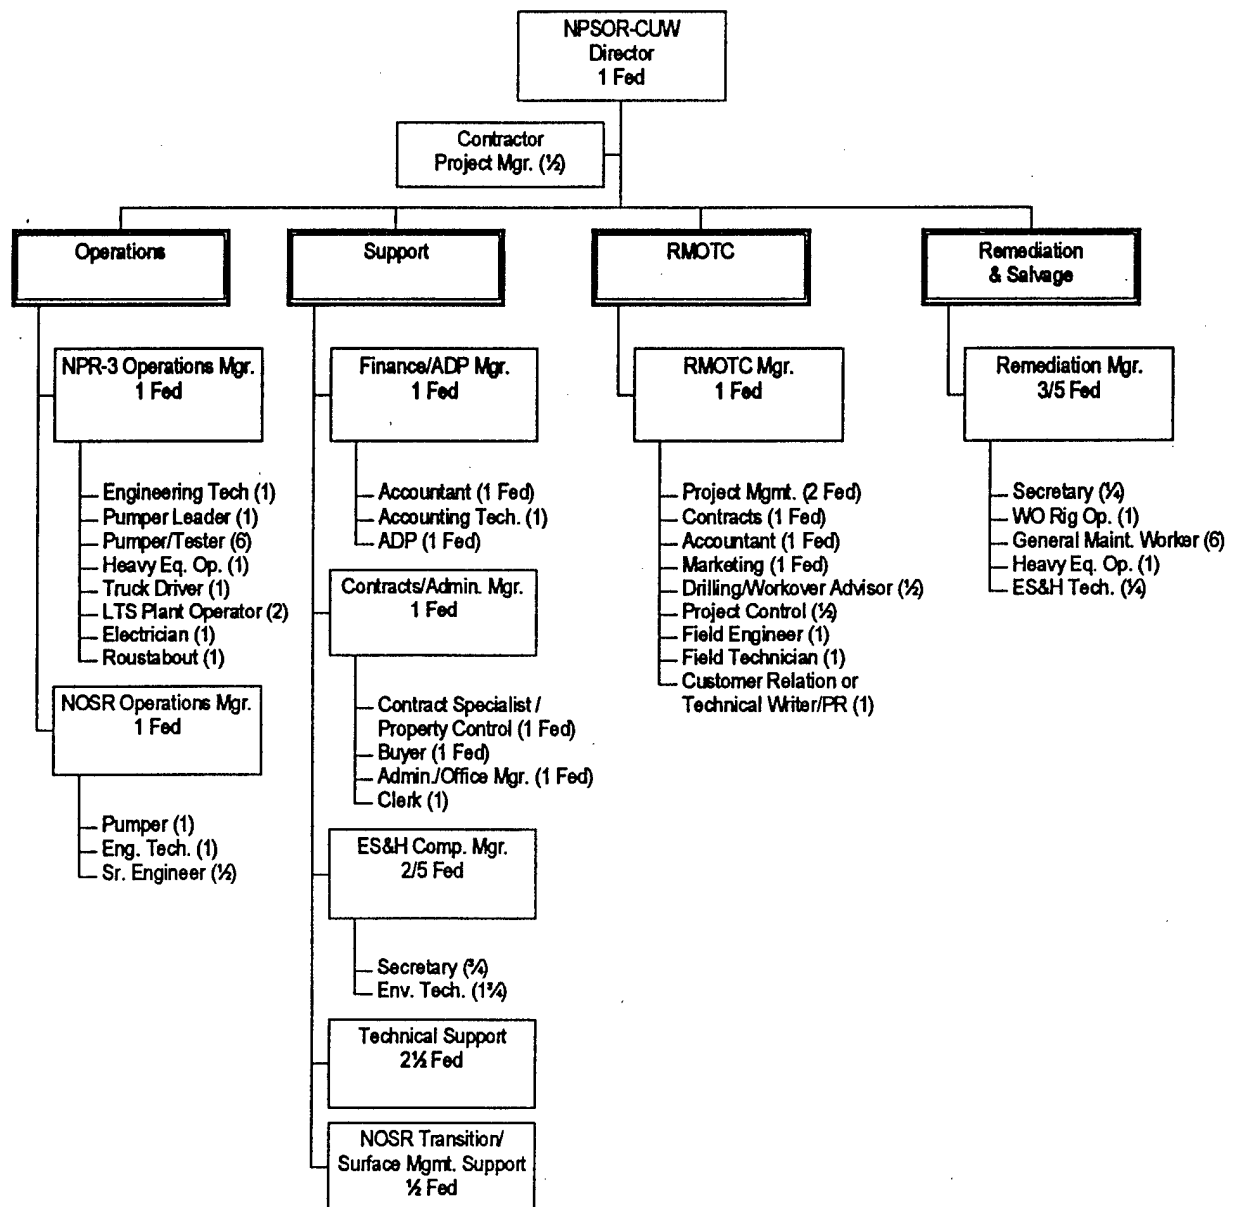 NPSOR-CUW
Director
1 Fed
Contractor
Project Mgr. (½)
Operations
Support
RMOTC
Remediation
& Salvage
NPR-3 Operations Mgr.
1 Fed
Engineering Tech (1)
Pumper Leader (1)
Pumper/Tester (6)
Heavy Eq. Op. (1)
Truck Driver (1)
LTS Plant Operator (2)
Electrician (1)
Roustabout (1)
NOSR Operations Mgr.
1 Fed
Pumper (1)
Eng. Tech. (1)
Sr. Engineer (½)
Finance/ADP Mgr.
1 Fed
Accountant (1 Fed)
Accounting Tech. (1)
ADP (1 Fed)
Contracts/Admin. Mgr.
1 Fed
Contract Specialist /
Property Control (1 Fed)
Buyer (1 Fed)
Admin./Office Mgr. (1 Fed)
Clerk (1)
ES&H Comp. Mgr.
2/5 Fed
Secretary (¾)
Env. Tech. (1¾)
Technical Support
2½ Fed
NOSR Transition/
Surface Mgmt. Support
½ Fed
RMOTC Mgr.
1 Fed
Project Mgmt. (2 Fed)
Contracts (1 Fed)
Accountant (1 Fed)
Marketing (1 Fed)
Drilling/Workover Advisor (½)
Project Control (½)
Field Engineer (1)
Field Technician (1)
Customer Relation or
Technical Writer/PR (1)
Remediation Mgr.
3/5 Fed
Secretary (¼)
WO Rig Op. (1)
General Maint. Worker (6)
Heavy Eq. Op. (1)
ES&H Tech. (¼)